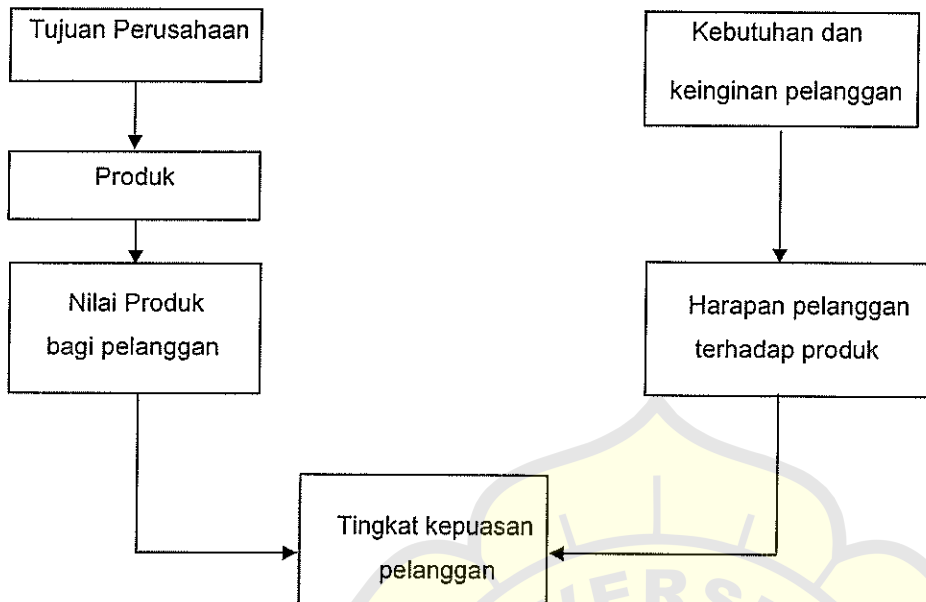 Tujuan Perusahaan
Produk
Nilai Produk
bagi pelanggan
Kebutuhan dan
keinginan pelanggan
Harapan pelanggan
terhadap produk
Tingkat kepuasan
pelanggan